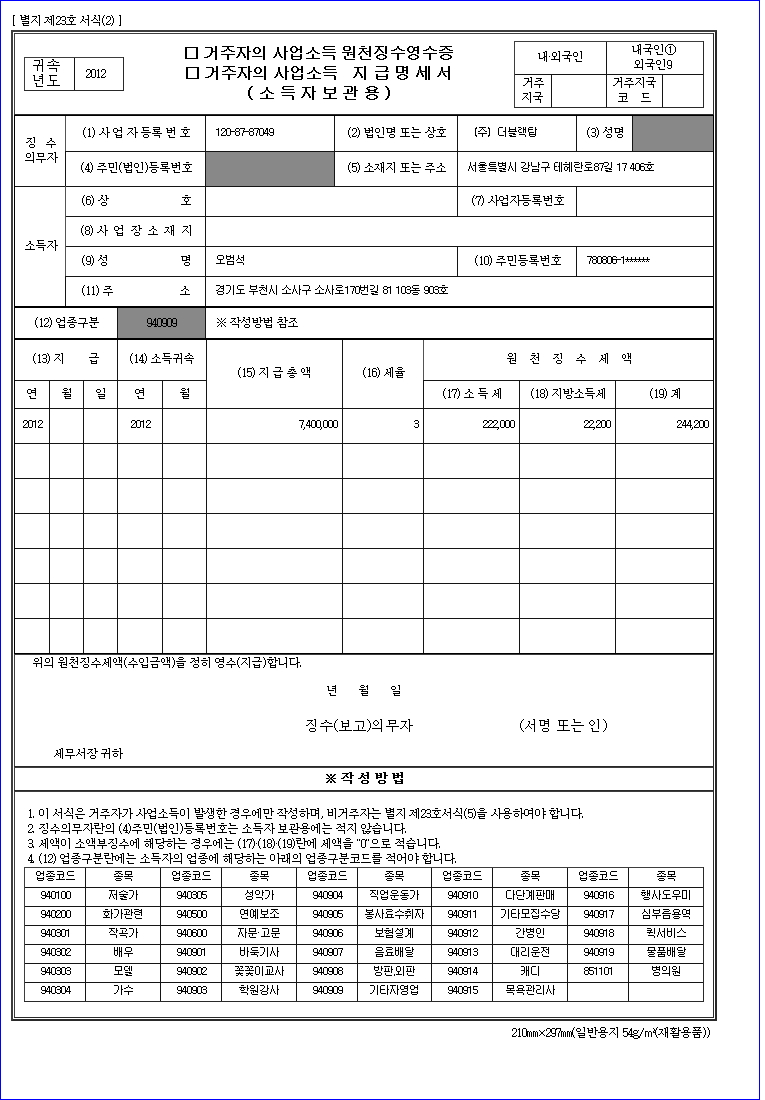 [ 별지 제23호 서식(2) ]
귀 속 년 도 2012
□ 거주자의 사업소득 원천징수영수증
□ 거주자의 사업소득 지 급 명 세 서
( 소 득 자 보 관 용 )
내·외국인 내국인① 외국인9
거주 지국 거주지국 코 드
징 수 의무자 (1) 사 업 자 등 록 번 호 120-87-87049 (2) 법인명 또는 상호 (주) 더블랙탑 (3) 성명
(4) 주민(법인)등록번호 (5) 소재지 또는 주소 서울특별시 강남구 테헤란로87길 17 406호
소득자 (6) 상 호 (7) 사업자등록번호
(8) 사 업 장 소 재 지
(9) 성 명 오범석 (10) 주민등록번호 780806-1******
(11) 주 소 경기도 부천시 소사구 소사로170번길 81 103동 903호
(12) 업종구분 940909 ※ 작성방법 참조
(13) 지 급 (14) 소득귀속 (15) 지 급 총 액 (16) 세율 원 천 징 수 세 액
연 월 일 연 월 (17) 소 득 세 (18) 지방소득세 (19) 계
2012 2012 7,400,000 3 222,000 22,200 244,200
위의 원천징수세액(수입금액)을 정히 영수(지급)합니다.
년 월 일
징수(보고)의무자 (서명 또는 인)
세무서장 귀하
※ 작 성 방 법
1. 이 서식은 거주자가 사업소득이 발생한 경우에만 작성하며, 비거주자는 별지 제23호서식(5)을 사용하여야 합니다.
2. 징수의무자란의 (4)주민(법인)등록번호는 소득자 보관용에는 적지 않습니다.
3. 세액이 소액부징수에 해당하는 경우에는 (17)·(18)·(19)란에 세액을 "0"으로 적습니다.
4. (12) 업종구분란에는 소득자의 업종에 해당하는 아래의 업종구분코드를 적어야 합니다.
업종코드 종목 업종코드 종목 업종코드 종목 업종코드 종목 업종코드 종목
940100 저술가 940305 성악가 940904 직업운동가 940910 다단계판매 940916 행사도우미
940200 화가관련 940500 연예보조 940905 봉사료수취자 940911 기타모집수당 940917 심부름용역
940301 작곡가 940600 자문·고문 940906 보험설계 940912 간병인 940918 퀵서비스
940302 배우 940901 바둑기사 940907 음료배달 940913 대리운전 940919 물품배달
940303 모델 940902 꽃꽂이교사 940908 방판.외판 940914 캐디 851101 병의원
940304 가수 940903 학원강사 940909 기타자영업 940915 목욕관리사
210㎜×297㎜(일반용지 54g/㎡(재활용품))